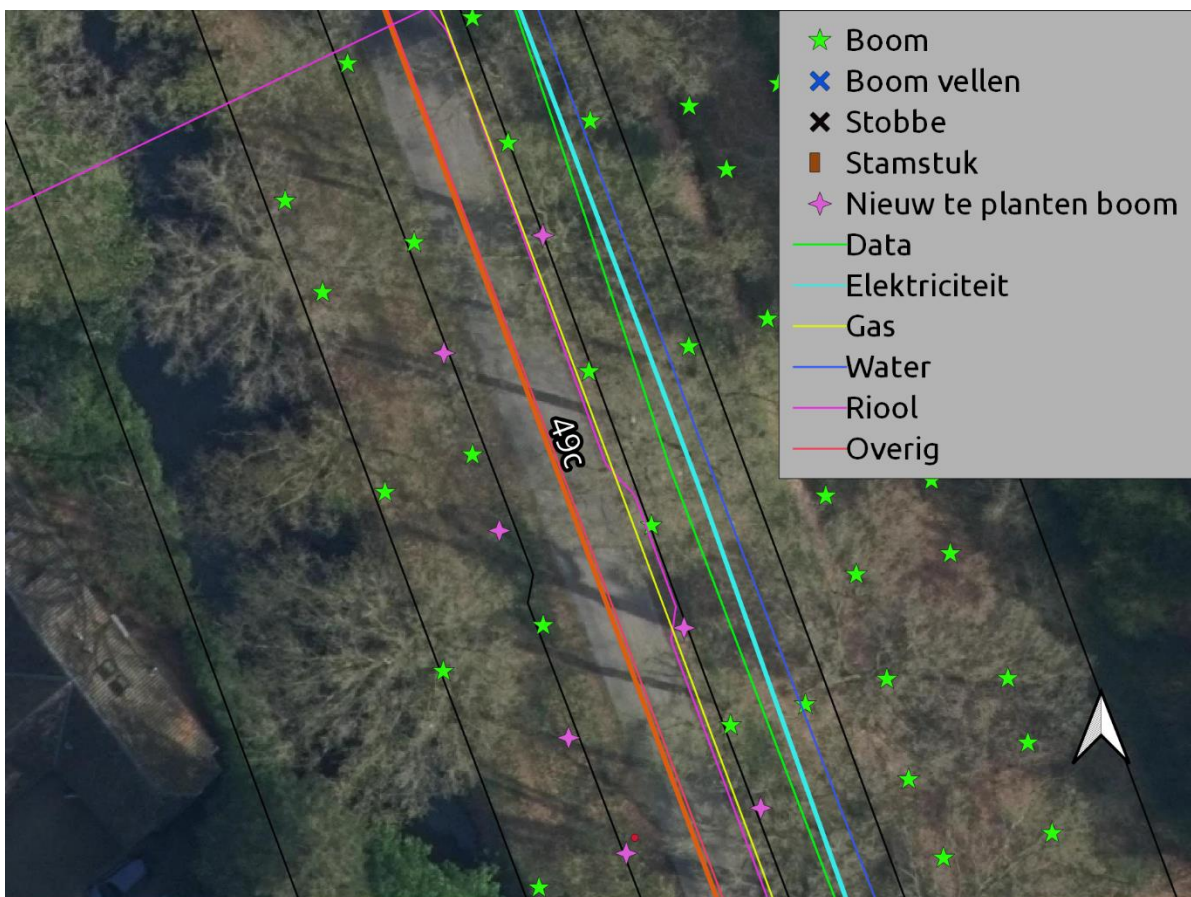 Boom
Boom vellen
Stobbe
Stamstuk
Nieuw te planten boom
Data
Elektriciteit
Gas
Water
Riool
Overig
49c